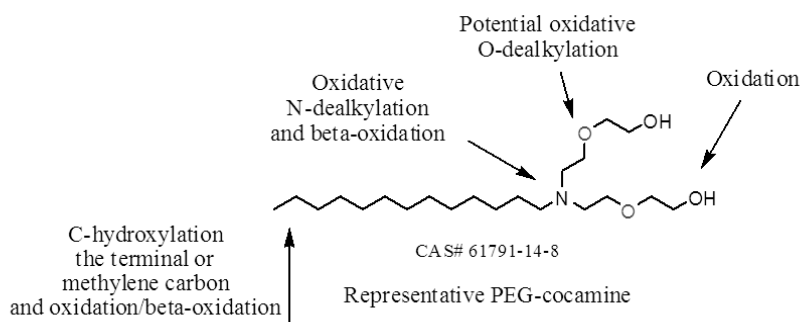 Potential oxidative
O-dealkylation
Oxidative
N-dealkylation
and beta-oxidation
Oxidation
O
OH
N
O
OH
C-hydroxylation
the terminal or
methylene carbon
and oxidation/beta-oxidation
CAS# 61791-14-8
Representative PEG-cocamine